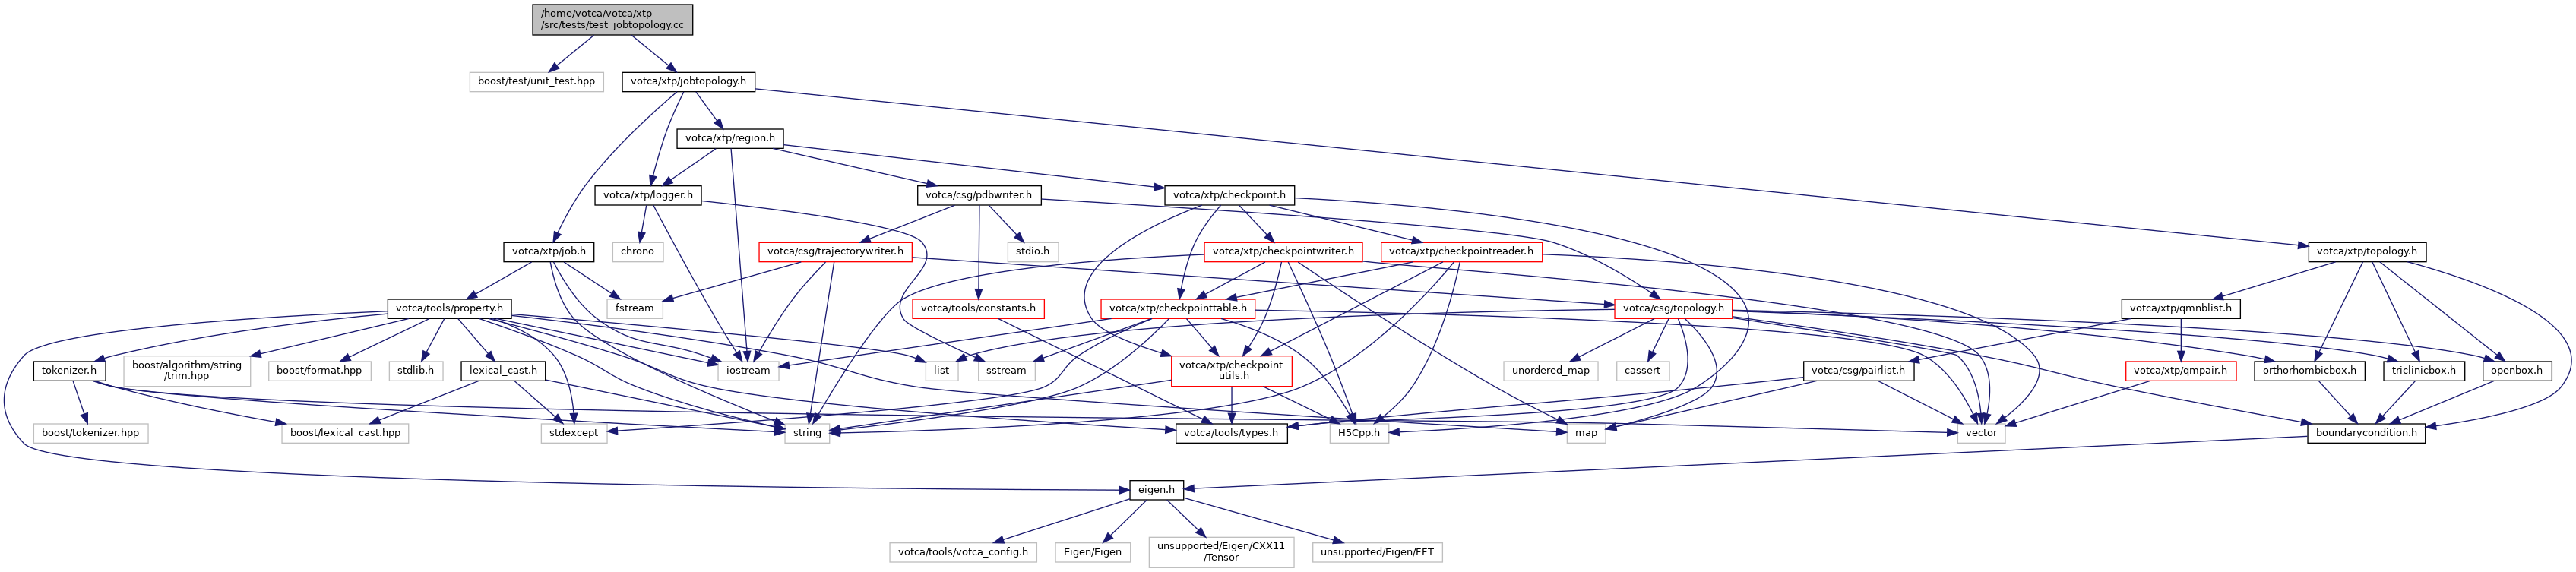 /home/votca/votca/xtp
/src/tests/test_jobtopology.cc
boost/test/unit_test.hpp
votca/xtp/jobtopology.h
votca/xtp/region.h
votca/xtp/logger.h
votca/csg/pdbwriter.h
votca/xtp/checkpoint.h
votca/xtp/job.h
chrono
votca/csg/trajectorywriter.h
stdio.h
votca/xtp/checkpointwriter.h
votca/xtp/checkpointreader.h
votca/xtp/topology.h
votca/tools/property.h
fstream
votca/tools/constants.h
votca/xtp/checkpointtable.h
votca/csg/topology.h
votca/xtp/qmnblist.h
tokenizer.h
boost/algorithm/string
/trim.hpp
boost/format.hpp
stdlib.h
lexical_cast.h
iostream
list
sstream
votca/xtp/checkpoint
_utils.h
unordered_map
cassert
votca/csg/pairlist.h
votca/xtp/qmpair.h
orthorhombicbox.h
triclinicbox.h
openbox.h
boost/tokenizer.hpp
boost/lexical_cast.hpp
stdexcept
string
votca/tools/types.h
H5Cpp.h
map
vector
boundarycondition.h
eigen.h
votca/tools/votca_config.h
Eigen/Eigen
unsupported/Eigen/CXX11
/Tensor
unsupported/Eigen/FFT